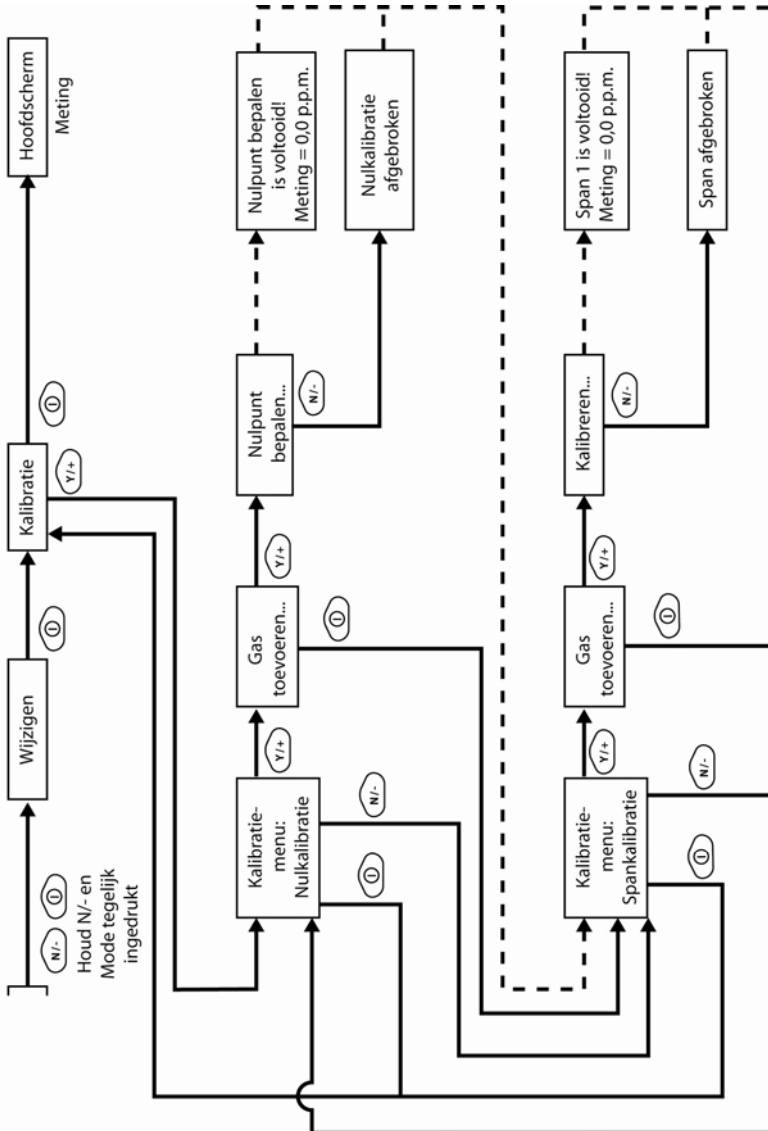 N/-
Houd N/- en
Mode tegelijk
ingedrukt
Wijzigen
Kalibratie
Y/+
Hoofdscherm
Meting
Kalibratie-
menu:
Nulkalibratie
Y/+
N/-
Gas
toevoeren...
Y/+
Nulpunt
bepalen...
N/-
Nulpunt bepalen
is voltooid!
Meting = 0,0 p.p.m.
Nulkalibratie
afgebroken
Kalibratie-
menu:
Spankalibratie
Y/+
N/-
Gas
toevoeren...
Y/+
Kalibreren...
N/-
Span 1 is voltooid!
Meting = 0,0 p.p.m.
Span afgebroken